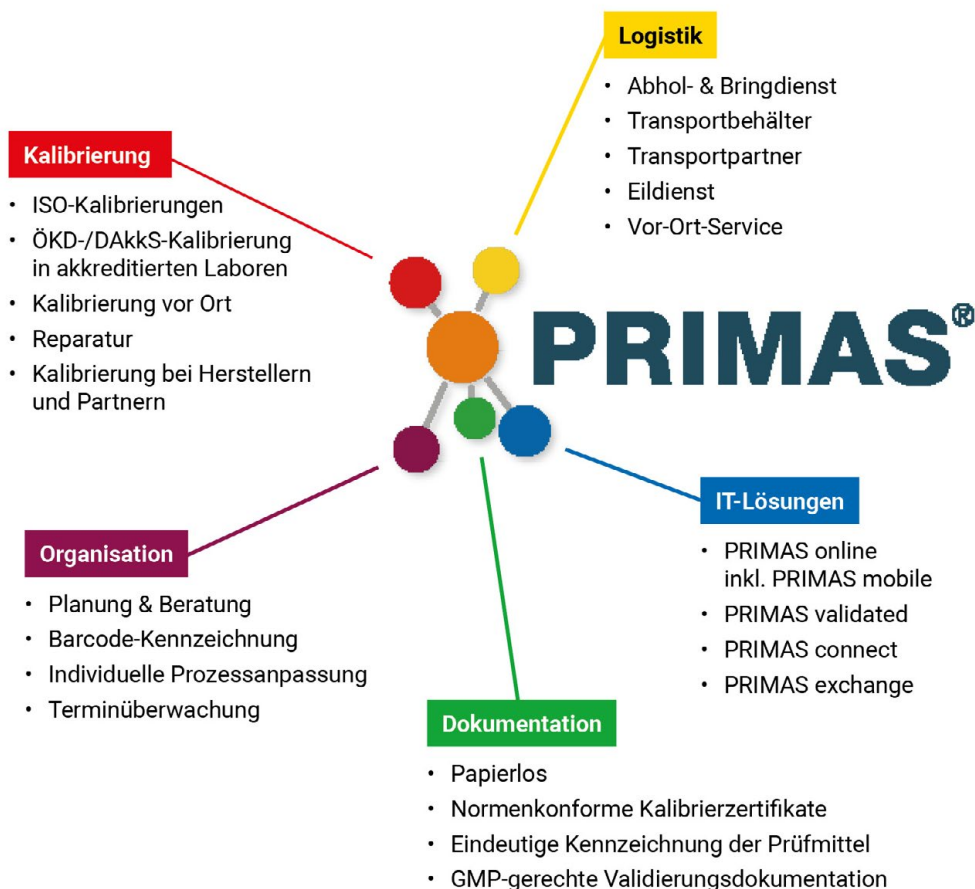 Logistik
• Abhol- & Bringdienst
• Transportbehälter
• Transportpartner
• Eildienst
• Vor-Ort-Service
Kalibrierung
• ISO-Kalibrierungen
• ÖKD-/DAkkS-Kalibrierung
in akkreditierten Laboren
• Kalibrierung vor Ort
• Reparatur
• Kalibrierung bei Herstellern
und Partnern
PRIMAS®
IT-Lösungen
• PRIMAS online
inkl. PRIMAS mobile
• PRIMAS validated
• PRIMAS connect
• PRIMAS exchange
Organisation
• Planung & Beratung
• Barcode-Kennzeichnung
• Individuelle Prozessanpassung
• Terminüberwachung
Dokumentation
• Papierlos
• Normenkonforme Kalibrierzertifikate
• Eindeutige Kennzeichnung der Prüfmittel
• GMP-gerechte Validierungsdokumentation